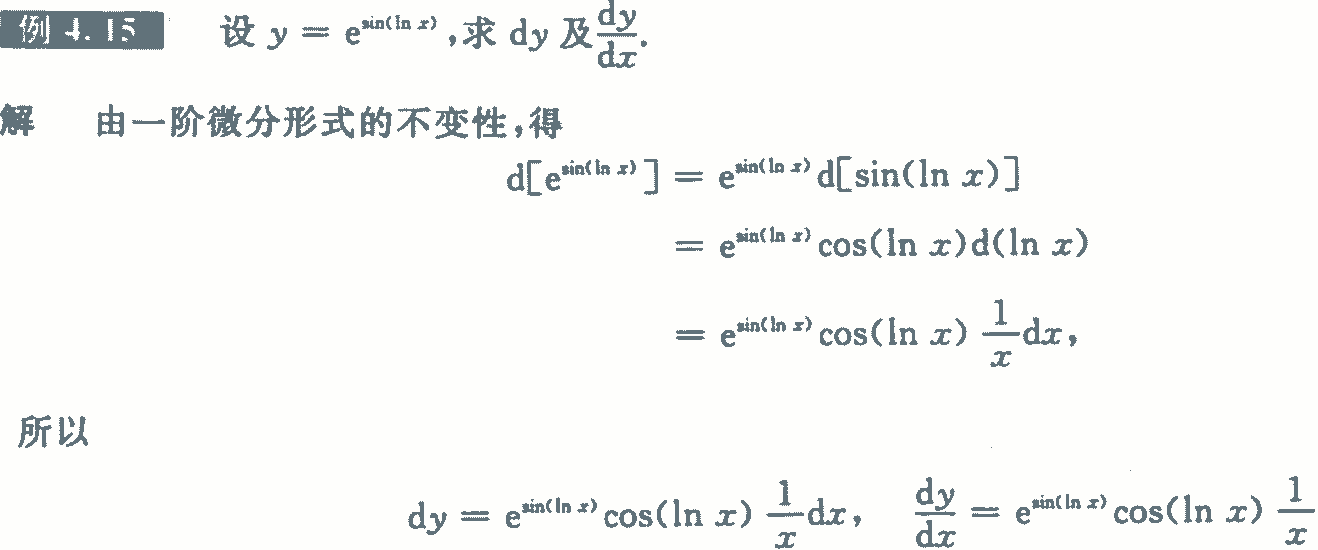 例 4.15 设 y = e^{sin(ln x)},求 dy 及 \frac{dy}{dx}.
解 由一阶微分形式的不变性,得
d[e^{sin(ln x)}] = e^{sin(ln x)} d[sin(ln x)]
= e^{sin(ln x)} cos(ln x)d(ln x)
= e^{sin(ln x)} cos(ln x) \frac{1}{x} dx,
所以
dy = e^{sin(ln x)} cos(ln x) \frac{1}{x} dx, \frac{dy}{dx} = e^{sin(ln x)} cos(ln x) \frac{1}{x}